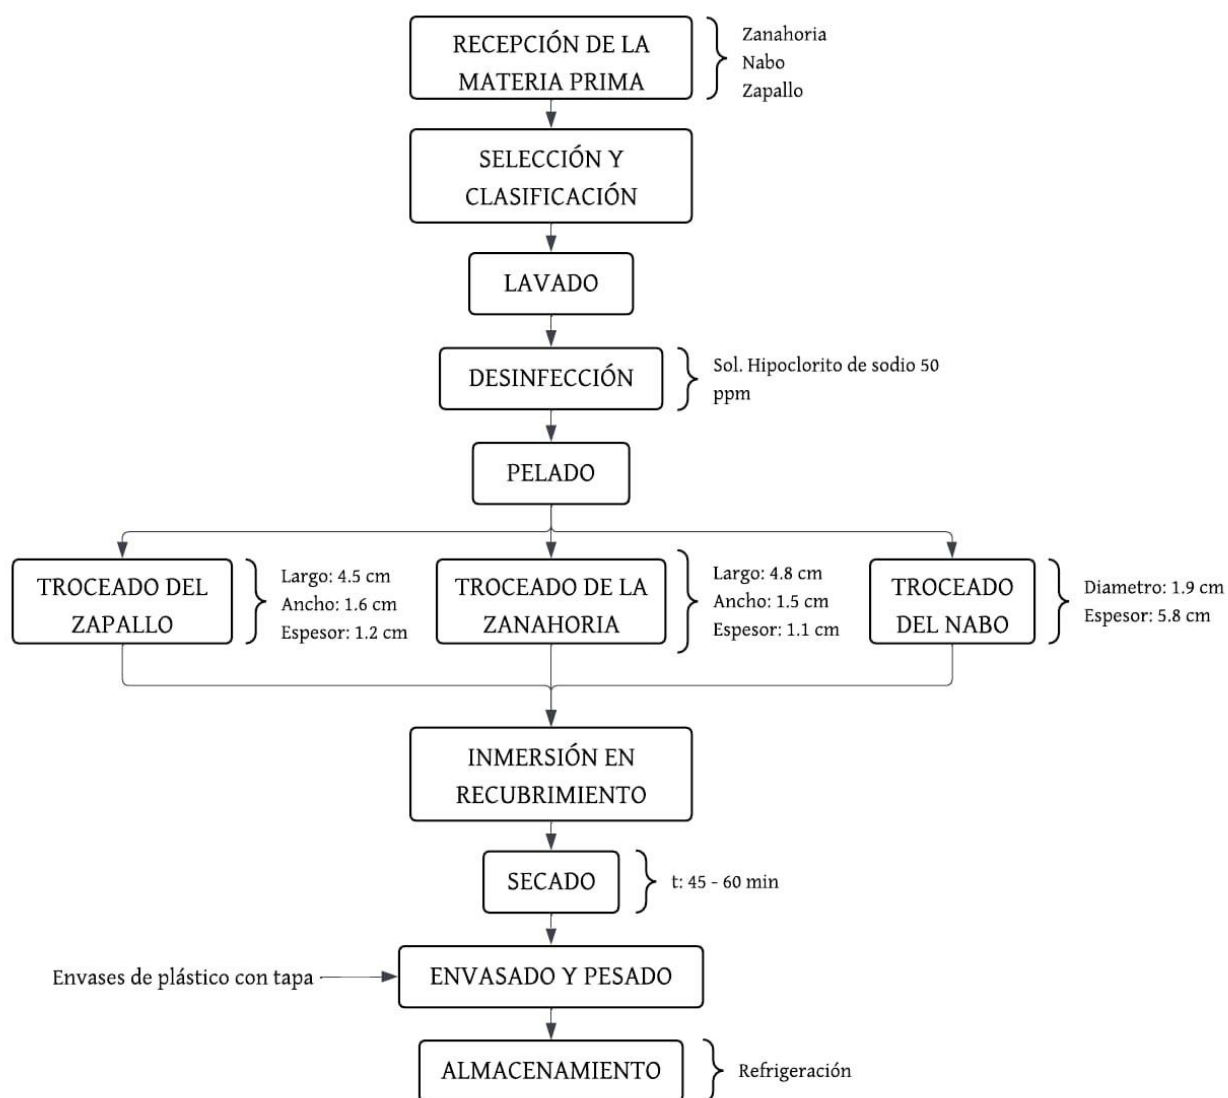 RECEPCIÓN DE LA
MATERIA PRIMA
Zanahoria
Nabo
Zapallo
SELECCIÓN Y
CLASIFICACIÓN
LAVADO
DESINFECCIÓN
Sol. Hipoclorito de sodio 50
ppm
PELADO
TROCEADO DEL
ZAPALLO
Largo: 4.5 cm
Ancho: 1.6 cm
Espesor: 1.2 cm
TROCEADO DE LA
ZANAHORIA
Largo: 4.8 cm
Ancho: 1.5 cm
Espesor: 1.1 cm
TROCEADO
DEL NABO
Diametro: 1.9 cm
Espesor: 5.8 cm
INMERSIÓN EN
RECUBRIMIENTO
SECADO
t: 45 - 60 min
Envases de plástico con tapa
ENVASADO Y PESADO
ALMACENAMIENTO
Refrigeración